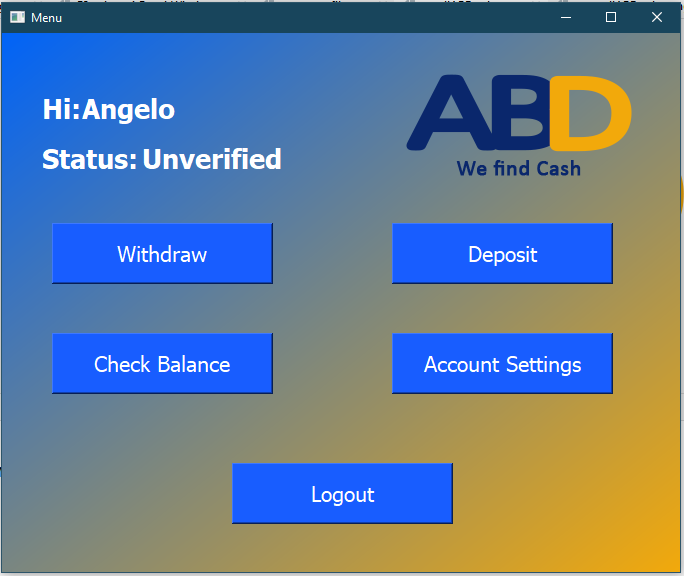 Menu
Hi: Angelo
ABD
We find Cash
Status: Unverified
Withdraw
Deposit
Check Balance
Account Settings
Logout